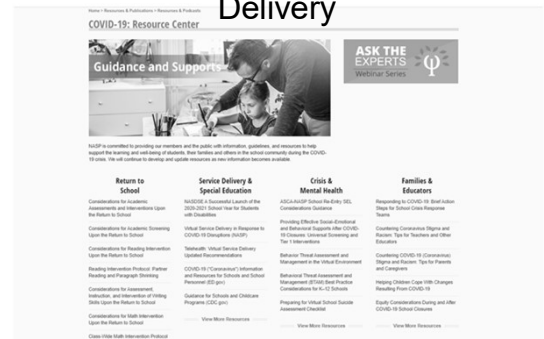 Delivery
Home > Resources & Publications > Resources & Podcasts
COVID-19: Resource Center
Guidance and Supports
ASK THE
EXPERTS
Webinar Series
NASP is committed to providing our members and the public with information, guidelines, and resources to help
support the learning and well-being of students, their families and others in the school community during the COVID-
19 crisis. We will continue to develop and update resources as new information becomes available.
Return to
School
Considerations for Academic
Assessments and Interventions Upon
the Return to School
Considerations for Academic Screening
Upon the Return to School
Considerations for Reading Intervention
Upon the Return to School
Reading Intervention Protocol: Partner
Reading and Paragraph Shrinking
Considerations for Assessment,
Instruction, and Intervention of Writing
Skills Upon the Return to School
Considerations for Math Intervention
Upon the Return to School
Class-Wide Math Intervention Protocol
Service Delivery &
Special Education
NASDSE A Successful Launch of the
2020-2021 School Year for Students
with Disabilities
Virtual Service Delivery in Response to
COVID-19 Disruptions (NASP)
Telehealth: Virtual Service Delivery
Updated Recommendations
COVID-19 ("Coronavirus") Information
and Resources for Schools and School
Personnel (ED.gov)
Guidance for Schools and Childcare
Programs (CDC.gov)
View More Resources
Crisis &
Mental Health
ASCA-NASP School Re-Entry SEL
Considerations Guidance
Providing Effective Social-Emotional
and Behavioral Supports After COVID-
19 Closures: Universal Screening and
Tier 1 Interventions
Behavior Threat Assessment and
Management in the Virtual Environment
Behavioral Threat Assessment and
Management (BTAM) Best Practice
Considerations for K–12 Schools
Preparing for Virtual School Suicide
Assessment Checklist
View More Resources
Families &
Educators
Responding to COVID-19: Brief Action
Steps for School Crisis Response
Teams
Countering Coronavirus Stigma and
Racism: Tips for Teachers and Other
Educators
Countering COVID-19 (Coronavirus)
Stigma and Racism: Tips for Parents
and Caregivers
Helping Children Cope With Changes
Resulting From COVID-19
Equity Considerations During and After
COVID-19 School Closures
View More Resources